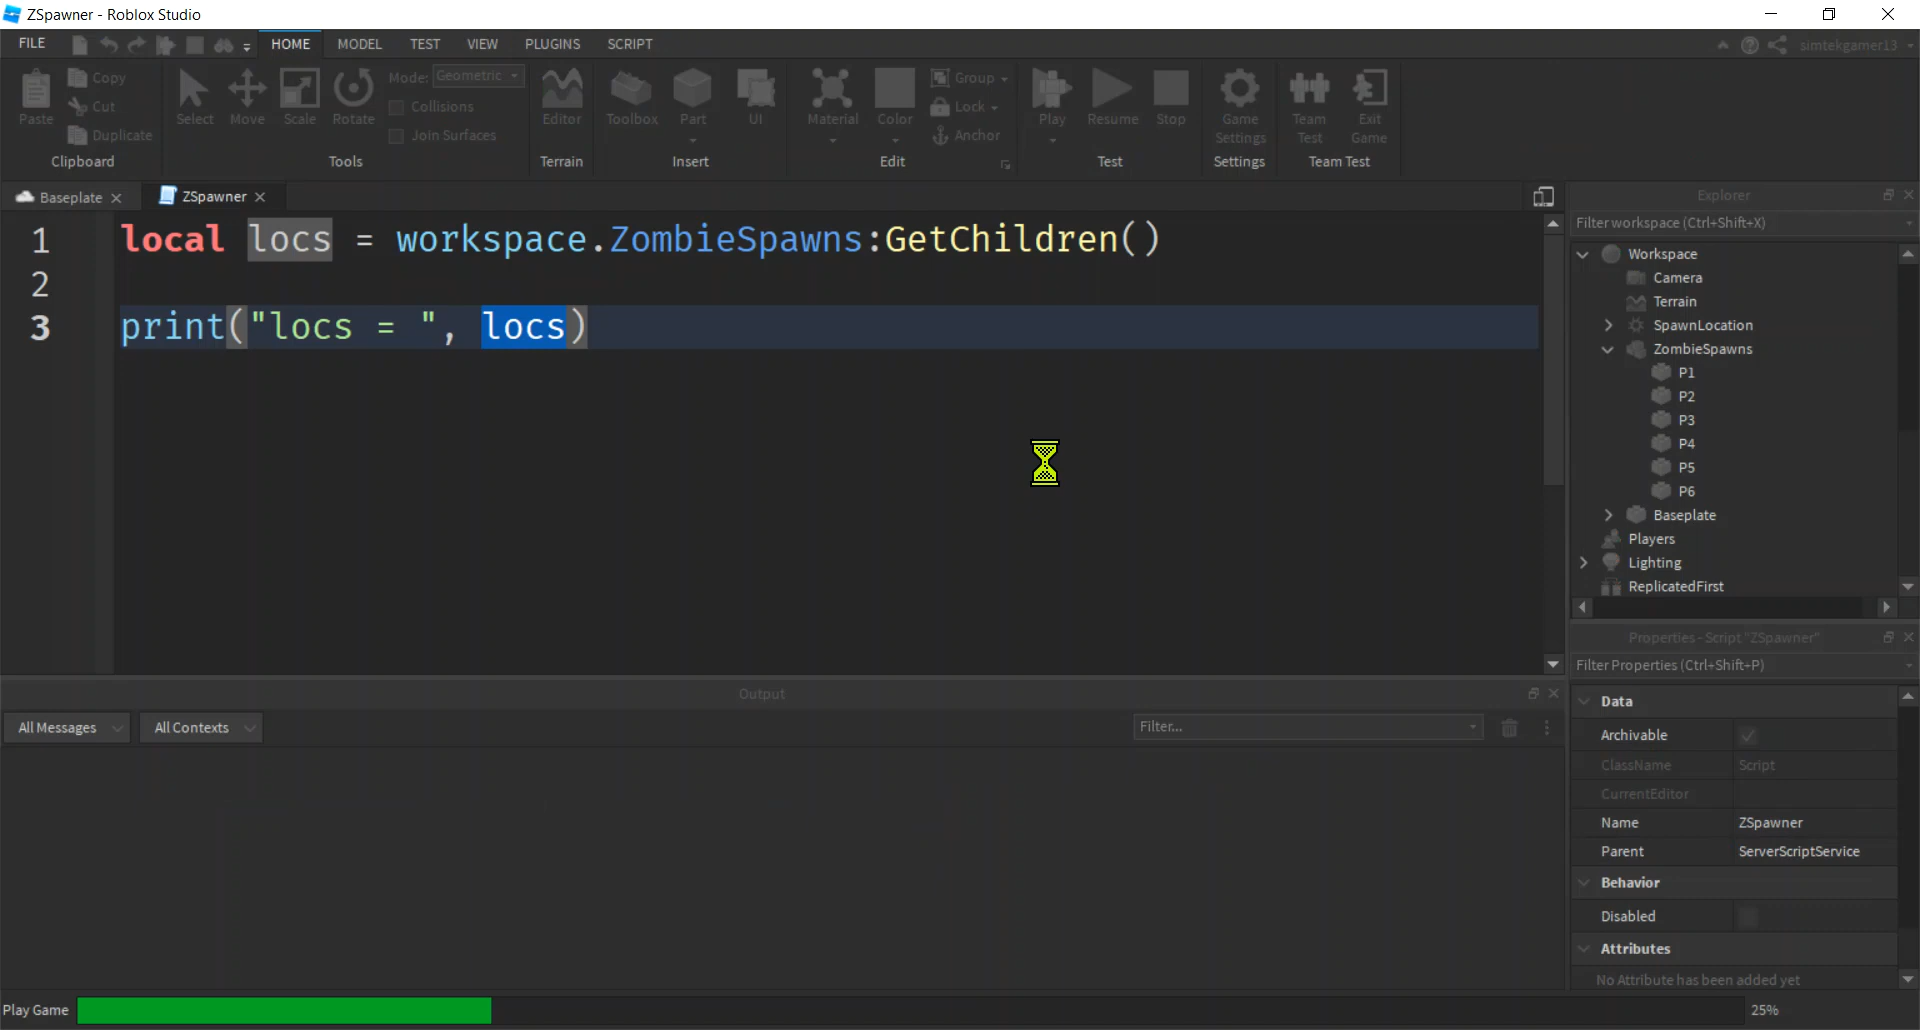 ZSpawner - Roblox Studio
FILE
HOME
MODEL
TEST
VIEW
PLUGINS
SCRIPT
simtekgamer13
Paste
Copy
Cut
Duplicate
Clipboard
Select
Move
Scale
Rotate
Mode: Geometric
Collisions
Join Surfaces
Tools
Editor
Terrain
Toolbox
Part
UI
Insert
Material
Color
Group
Lock
Anchor
Edit
Play
Resume
Stop
Test
Game
Settings
Settings
Team
Test
Exit
Game
Team Test
Baseplate
ZSpawner
1 local locs = workspace.ZombieSpawns:GetChildren()
2
3 print("locs = ", locs)
Explorer
Filter workspace (Ctrl+Shift+X)
Workspace
Camera
Terrain
SpawnLocation
ZombieSpawns
P1
P2
P3
P4
P5
P6
Baseplate
Players
Lighting
ReplicatedFirst
Properties - Script "ZSpawner"
Filter Properties (Ctrl+Shift+P)
Data
Archivable
ClassName Script
CurrentEditor
Name ZSpawner
Parent ServerScriptService
Behavior
Disabled
Attributes
No Attribute has been added yet
Output
All Messages
All Contexts
Filter...
Play Game
25%